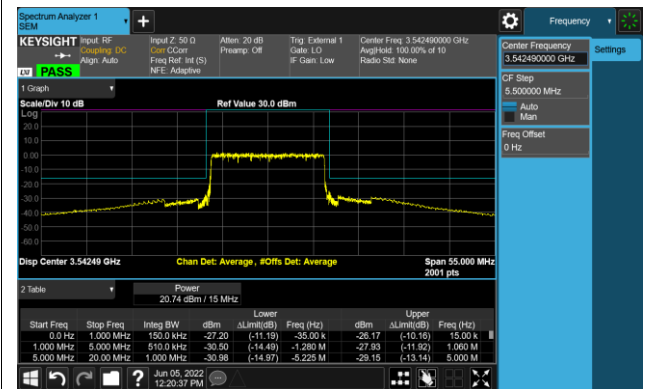 Spectrum Analyzer 1
SEM
Frequency
KEYSIGHT
Input: RF
Coupling: DC
Align: Auto
Input Z: 50 Ω
Corr CCorr
Freq Ref: Int (S)
NFE: Adaptive
Atten: 20 dB
Preamp: Off
Trig: External 1
Gate: LO
IF Gain: Low
Center Freq: 3.542490000 GHz
Avg|Hold: 100.00% of 10
Radio Std: None
LXI PASS
Center Frequency
3.542490000 GHz
Settings
CF Step
5.500000 MHz
Auto
Man
Freq Offset
0 Hz
1 Graph
Scale/Div 10 dB
Ref Value 30.0 dBm
Log
20.0
10.0
0.00
-10.0
-20.0
-30.0
-40.0
-50.0
-60.0
Disp Center 3.54249 GHz
Chan Det: Average, #Offs Det: Average
Span 55.000 MHz
2001 pts
2 Table
Power
20.74 dBm / 15 MHz
Lower Upper
Start Freq Stop Freq Integ BW dBm ΔLimit(dB) Freq (Hz) dBm ΔLimit(dB) Freq (Hz)
0.0 Hz 1.000 MHz 150.0 kHz -27.20 (-11.19) -35.00 k -26.17 (-10.16) 15.00 k
1.000 MHz 5.000 MHz 510.0 kHz -30.50 (-14.49) -1.280 M -27.93 (-11.92) 1.060 M
5.000 MHz 20.00 MHz 1.000 MHz -30.98 (-14.97) -5.225 M -29.15 (-13.14) 5.000 M
Jun 05, 2022
12:20:37 PM